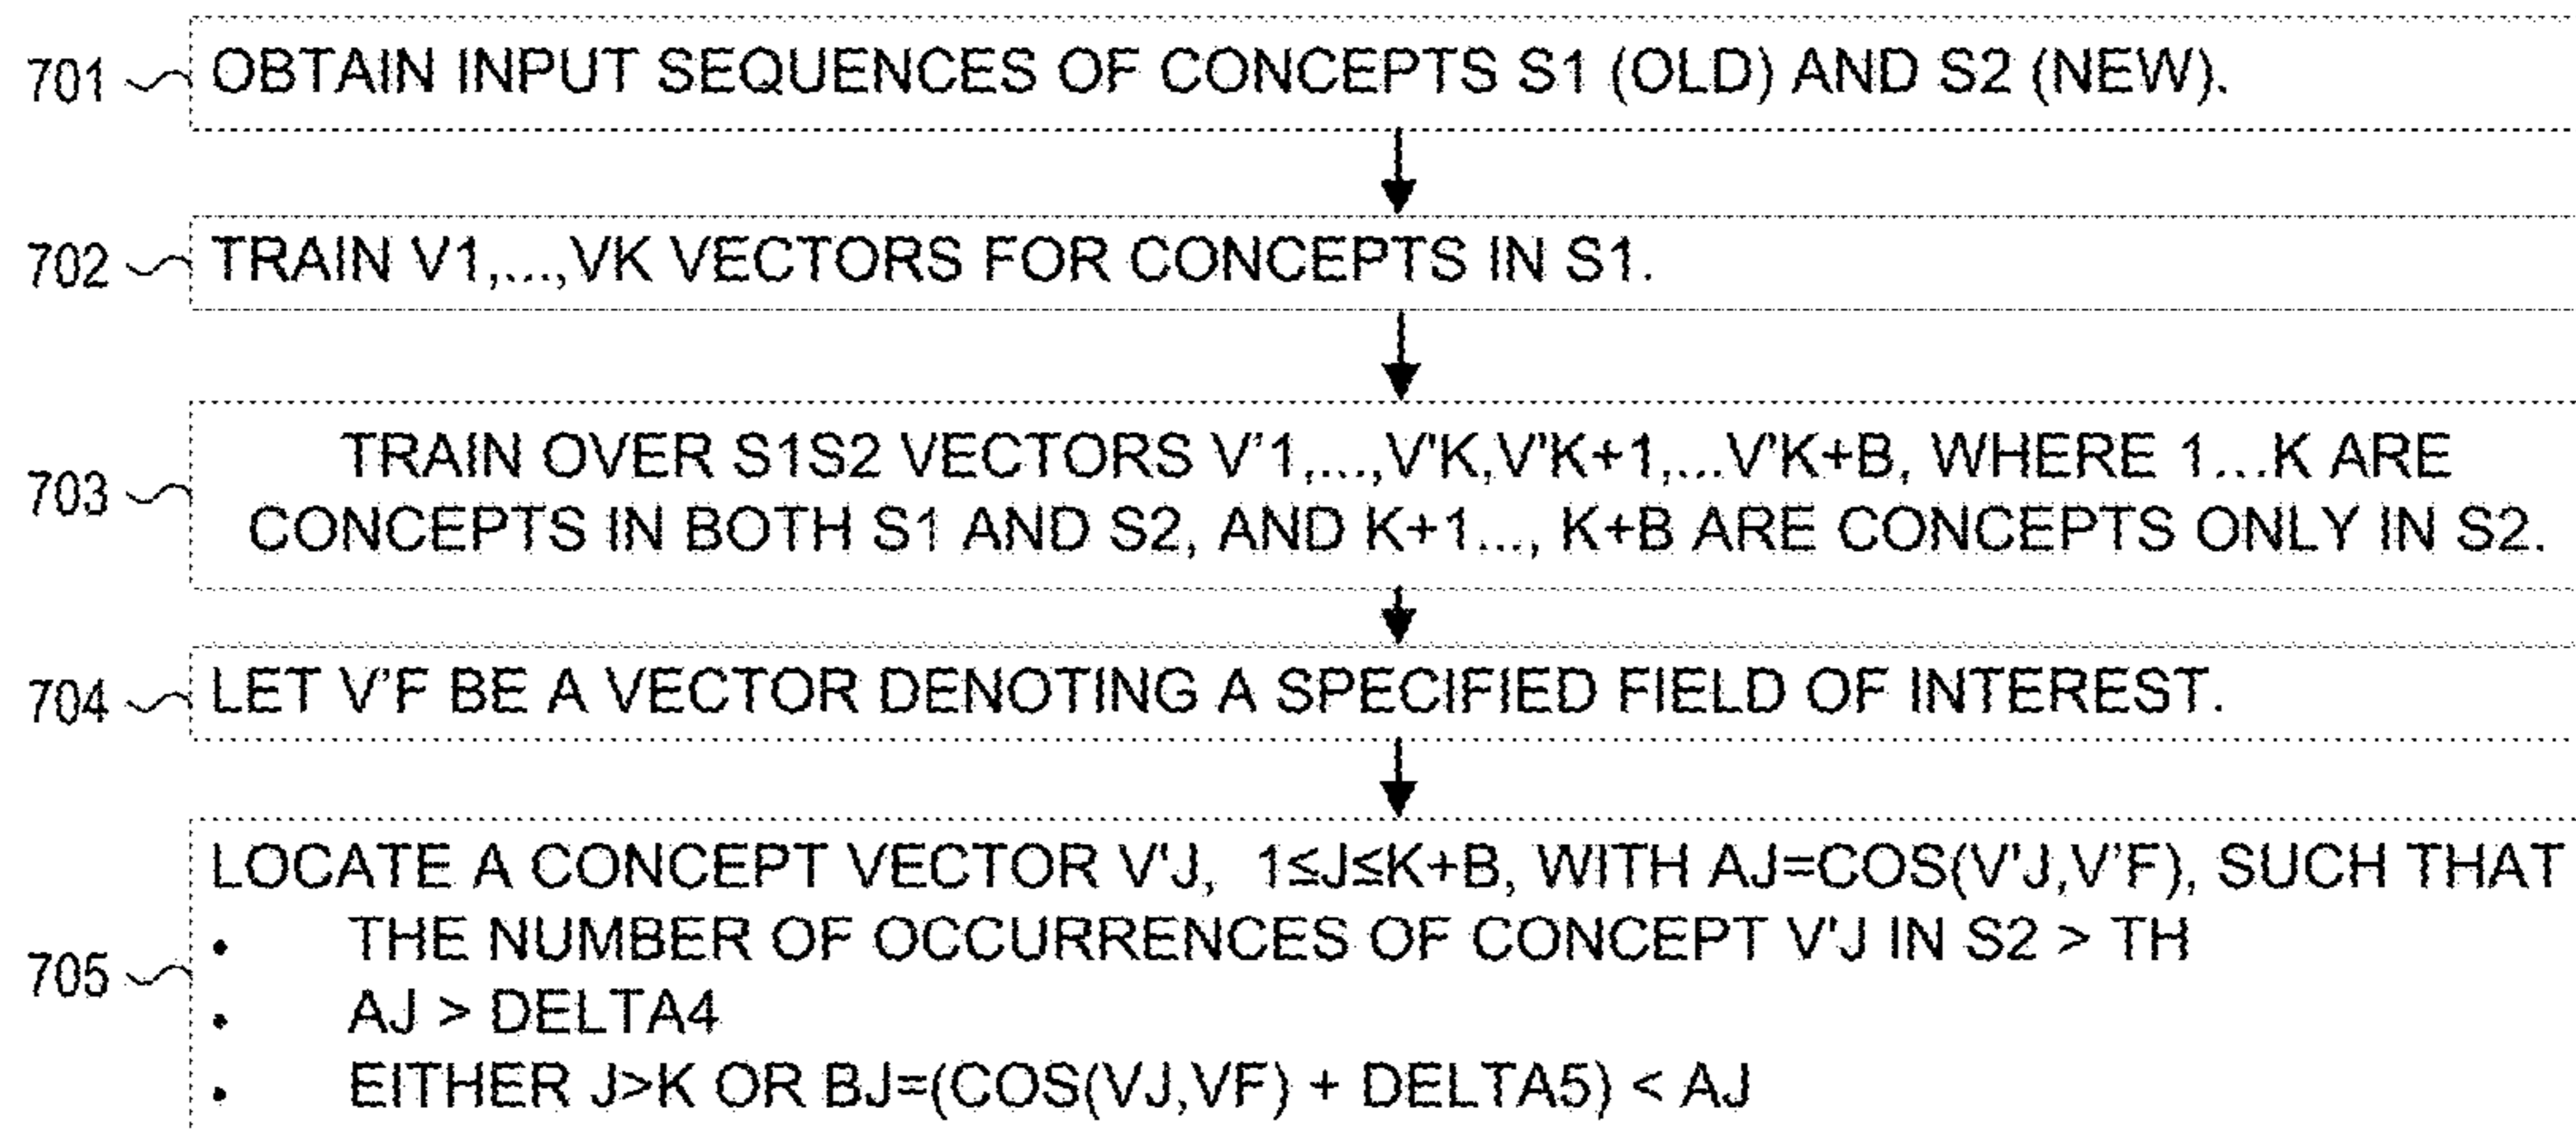 701 OBTAIN INPUT SEQUENCES OF CONCEPTS S1 (OLD) AND S2 (NEW).
702 TRAIN V1,...,VK VECTORS FOR CONCEPTS IN S1.
TRAIN OVER S1S2 VECTORS V'1,...,V'K,V'K+1,...V'K+B, WHERE 1...K ARE
703
CONCEPTS IN BOTH S1 AND S2, AND K+1..., K+B ARE CONCEPTS ONLY IN S2.
704 LET V'F BE A VECTOR DENOTING A SPECIFIED FIELD OF INTEREST.
LOCATE A CONCEPT VECTOR V'J, 1≤J≤K+B, WITH AJ=COS(V'J,V'F), SUCH THAT
• THE NUMBER OF OCCURRENCES OF CONCEPT V'J IN S2 > TH
705
• AJ > DELTA4
• EITHER J>K OR BJ=(COS(VJ,VF) + DELTA5) < AJ